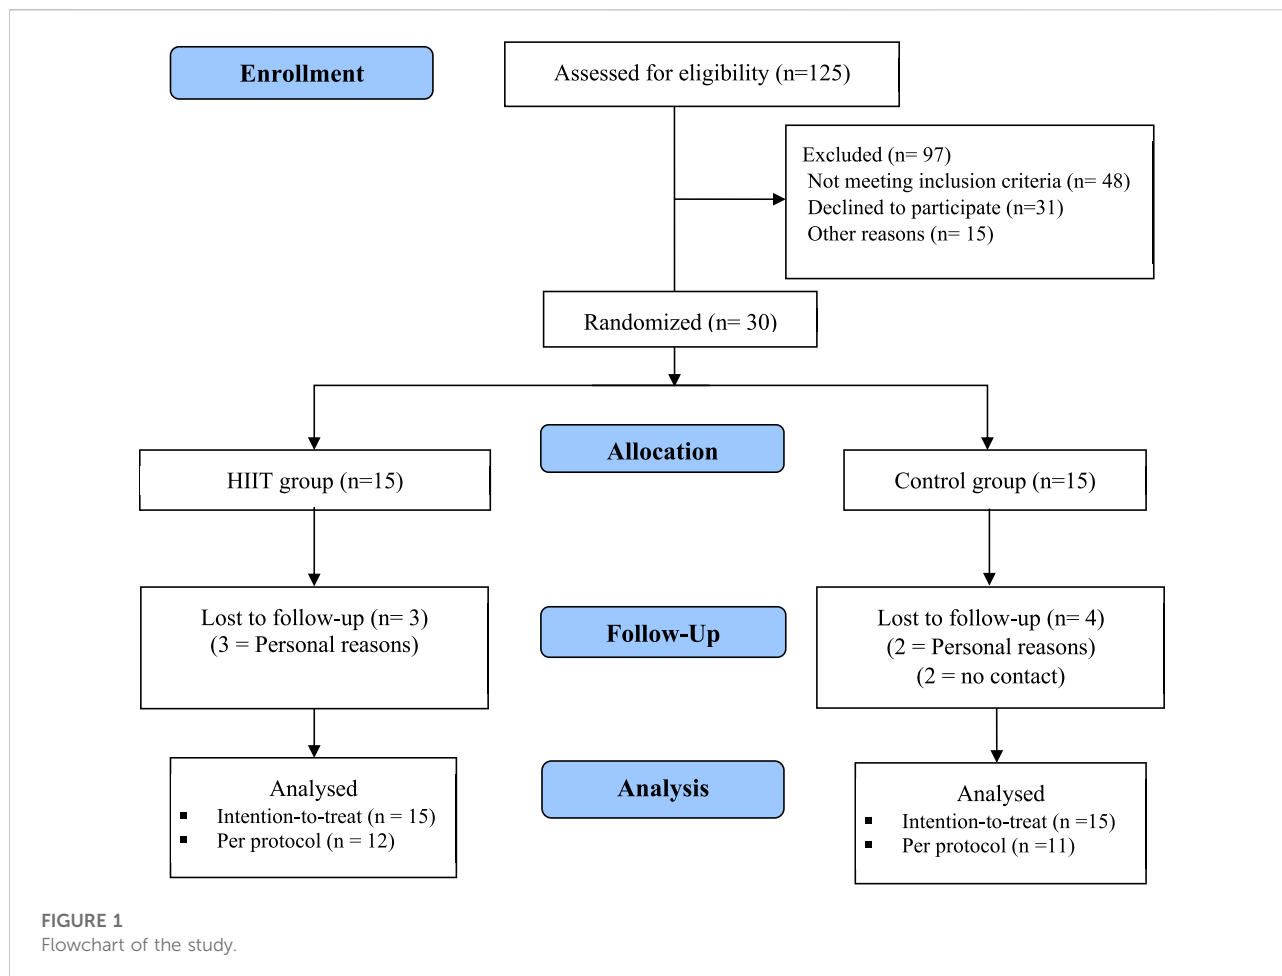 Enrollment
Assessed for eligibility (n=125)
Excluded (n= 97)
Not meeting inclusion criteria (n= 48)
Declined to participate (n=31)
Other reasons (n= 15)
Randomized (n= 30)
Allocation
HIIT group (n=15)
Control group (n=15)
Lost to follow-up (n= 3)
(3 = Personal reasons)
Follow-Up
Lost to follow-up (n= 4)
(2 = Personal reasons)
(2 = no contact)
Analysis
Analysed
▪ Intention-to-treat (n = 15)
▪ Per protocol (n = 12)
Analysed
▪ Intention-to-treat (n =15)
▪ Per protocol (n =11)
FIGURE 1
Flowchart of the study.